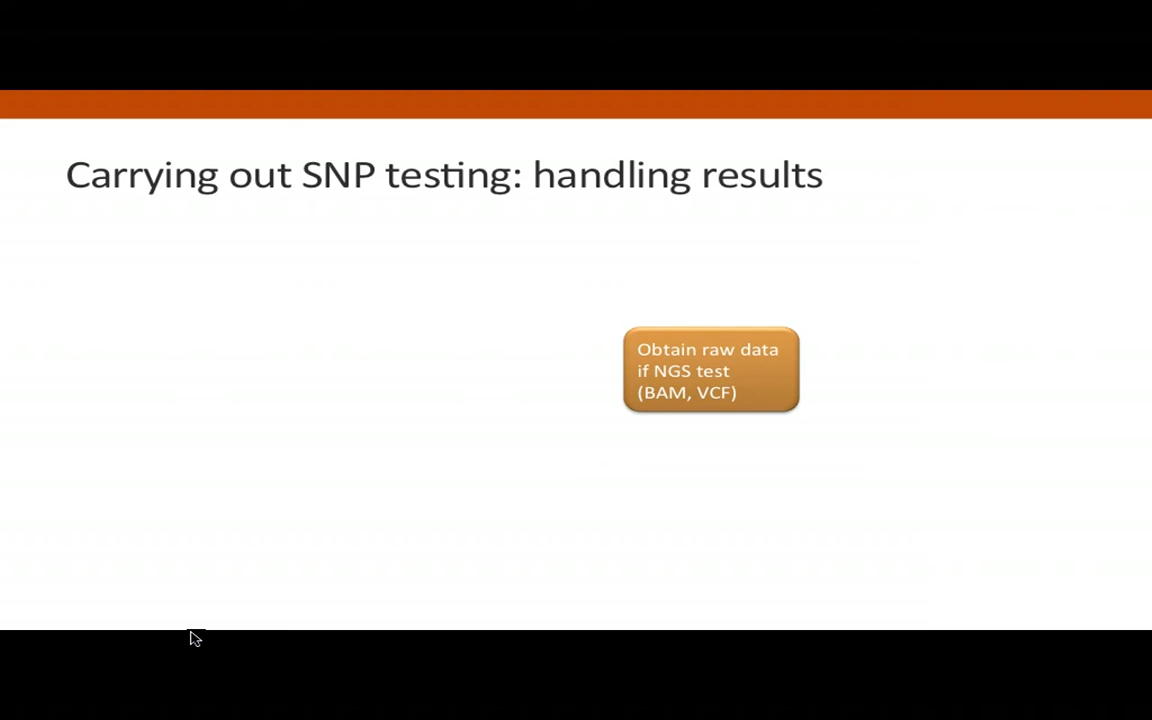 Carrying out SNP testing: handling results
Obtain raw data
if NGS test
(BAM, VCF)